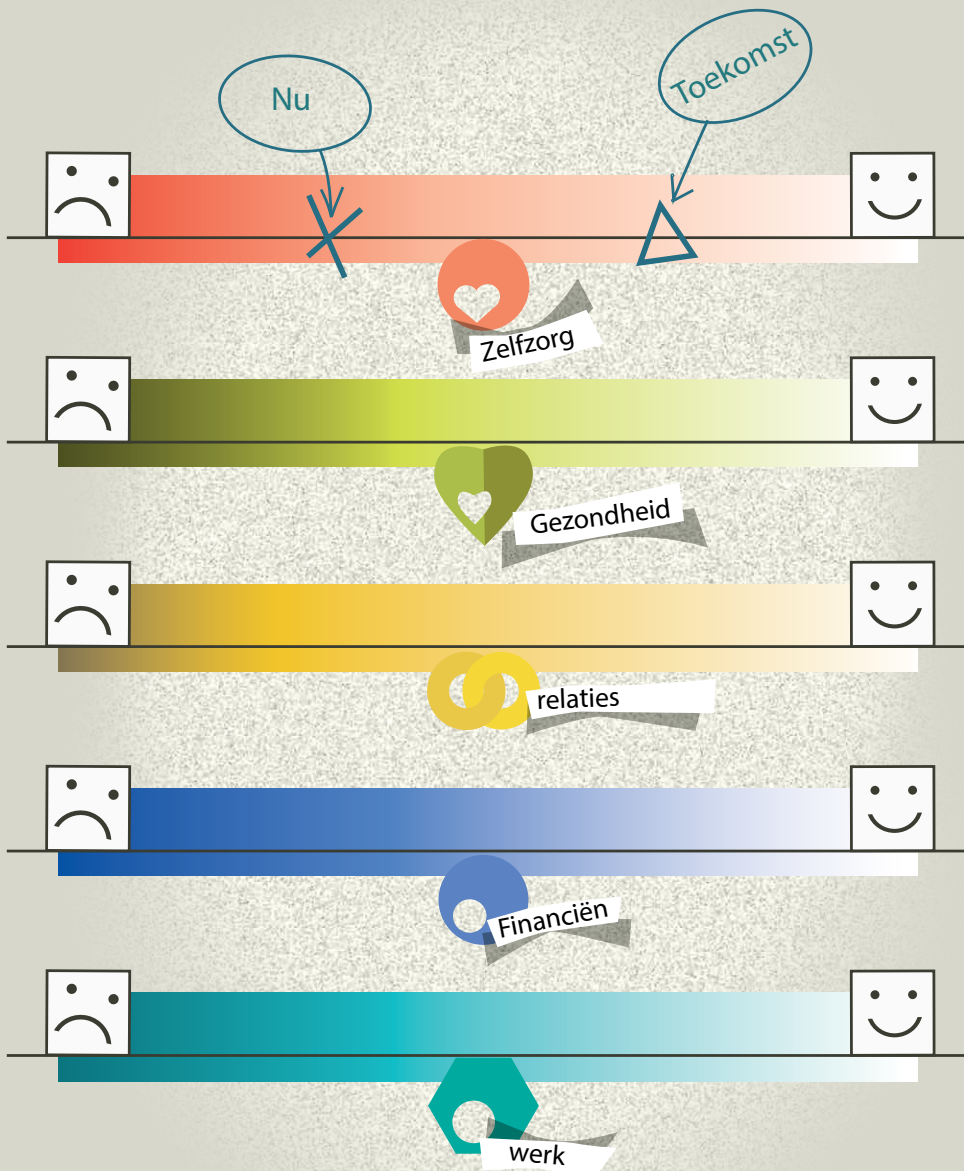 Nu
Toekomst
Zelfzorg
Gezondheid
relaties
Financiën
werk